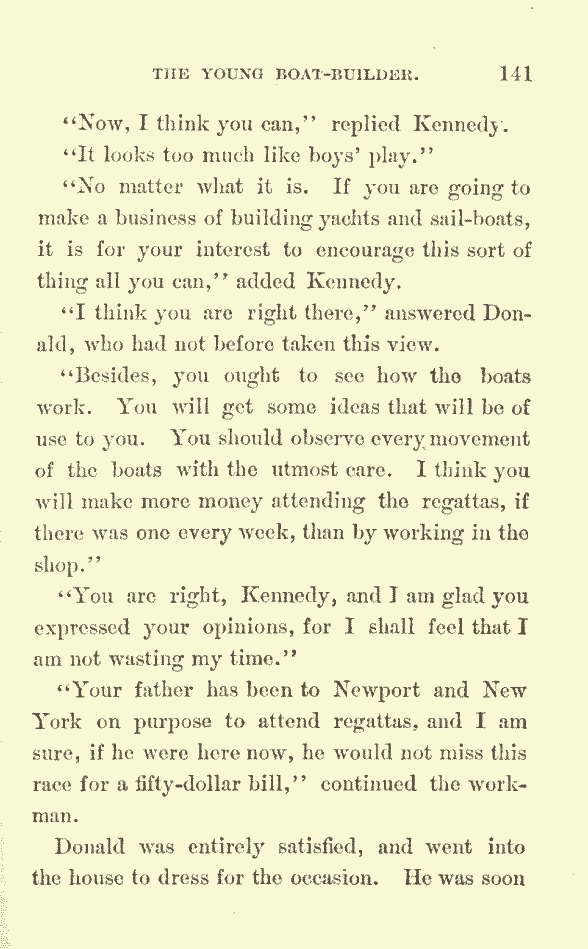 THE YOUNG BOAT-BUILDER. 141
"Now, I think you can," replied Kennedy.
"It looks too much like boys' play."
"No matter what it is. If you are going to
make a business of building yachts and sail-boats,
it is for your interest to encourage this sort of
thing all you can," added Kennedy.
"I think you are right there," answered Don-
ald, who had not before taken this view.
"Besides, you ought to see how the boats
work. You will get some ideas that will be of
use to you. You should observe every movement
of the boats with the utmost care. I think you
will make more money attending the regattas, if
there was one every week, than by working in the
shop."
"You are right, Kennedy, and I am glad you
expressed your opinions, for I shall feel that I
am not wasting my time."
"Your father has been to Newport and New
York on purpose to attend regattas, and I am
sure, if he were here now, he would not miss this
race for a fifty-dollar bill," continued the work-
man.
Donald was entirely satisfied, and went into
the house to dress for the occasion. He was soon